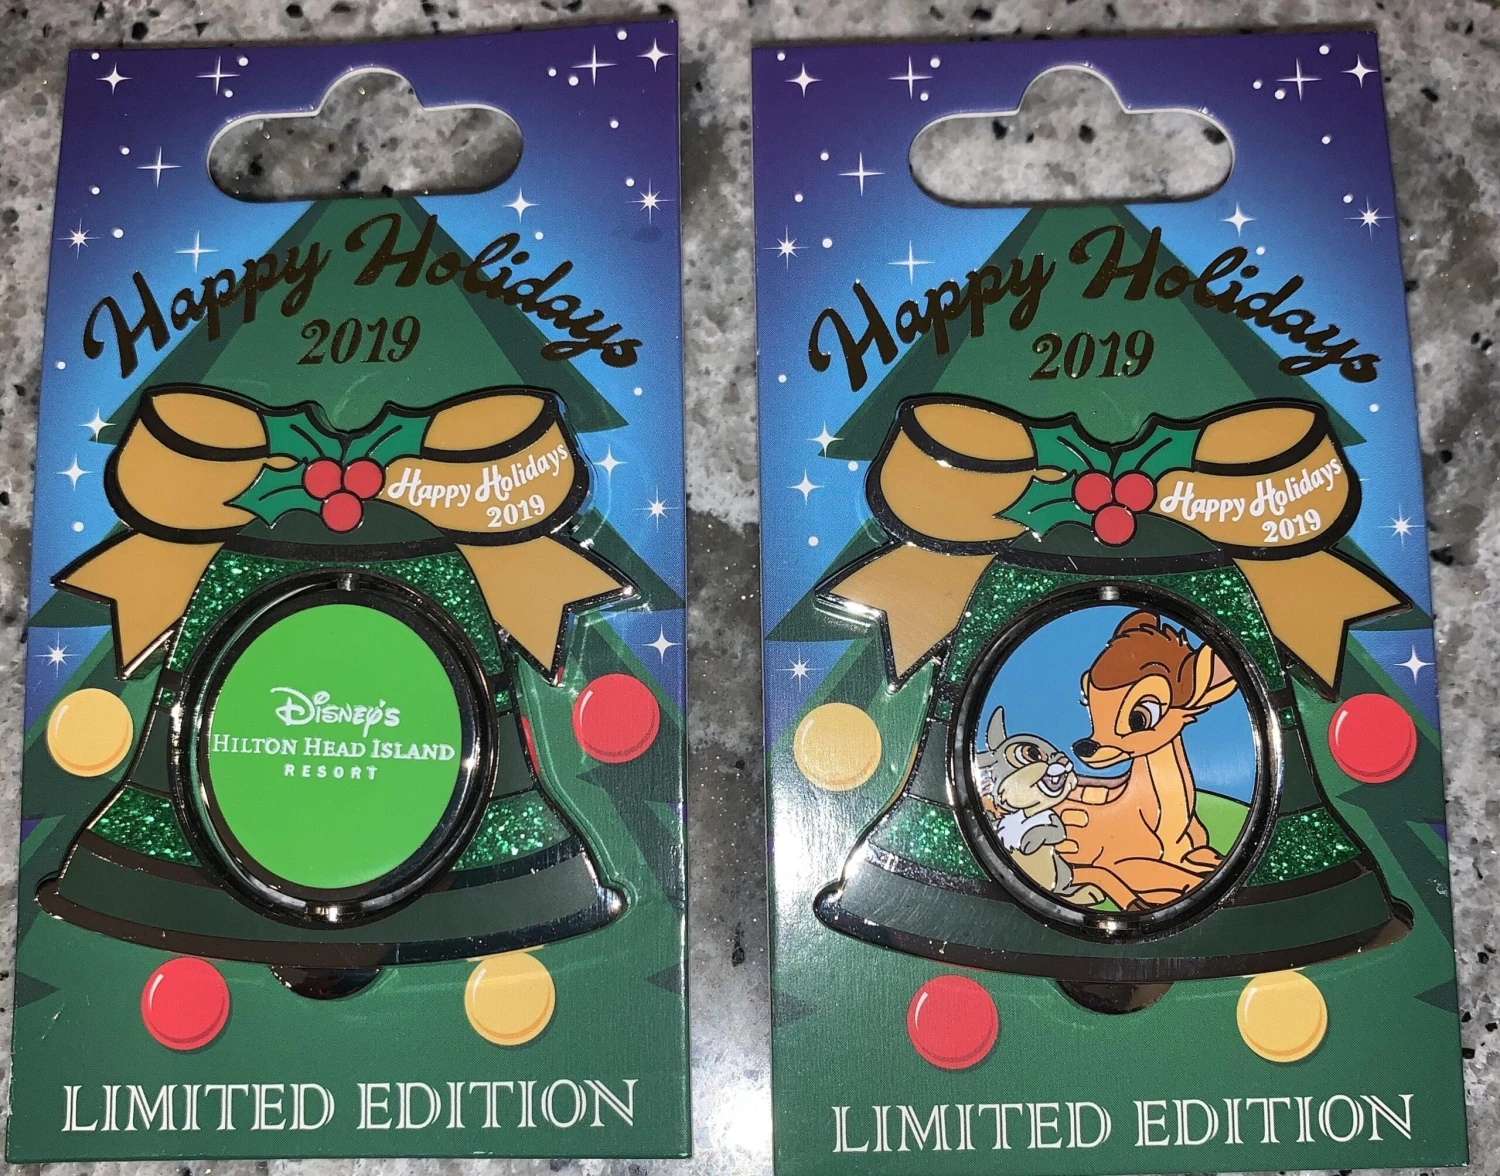 Happy Holidays
2019
Happy Holidays
2019
DISNEY'S
HILTON HEAD ISLAND
RESORT
LIMITED EDITION
Happy Holidays
2019
Happy Holidays
2019
LIMITED EDITION